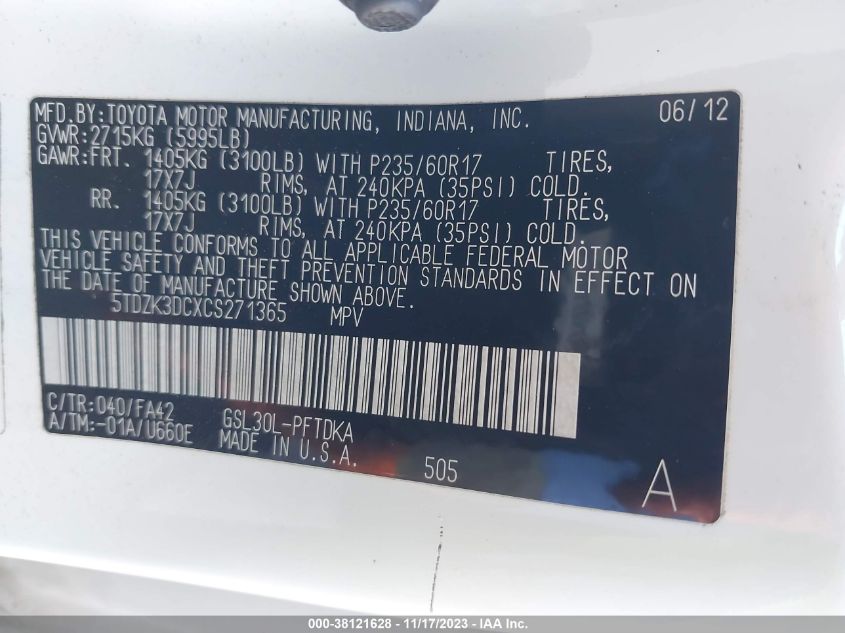 MFD.BY:TOYOTA MOTOR MANUFACTURING, INDIANA, INC. 06/12
GVWR:2715KG (5995LB)
GAWR:FRT. 1405KG (3100LB) WITH P235/60R17 TIRES,
17X7J RIMS, AT 240KPA (35PSI) COLD.
RR. 1405KG (3100LB) WITH P235/60R17 TIRES,
17X7J RIMS, AT 240KPA (35PSI) COLD.
THIS VEHICLE CONFORMS TO ALL APPLICABLE FEDERAL MOTOR
VEHICLE SAFETY AND THEFT PREVENTION STANDARDS IN EFFECT ON
THE DATE OF MANUFACTURE SHOWN ABOVE.
5TDZK3DCXCS271365 MPV
C/TR:040/FA42 GSL30L-PFTDKA
A/TM:-01A/U660E MADE IN U.S.A. 505 A
000-38121628 - 11/17/2023 - IAAI Inc.